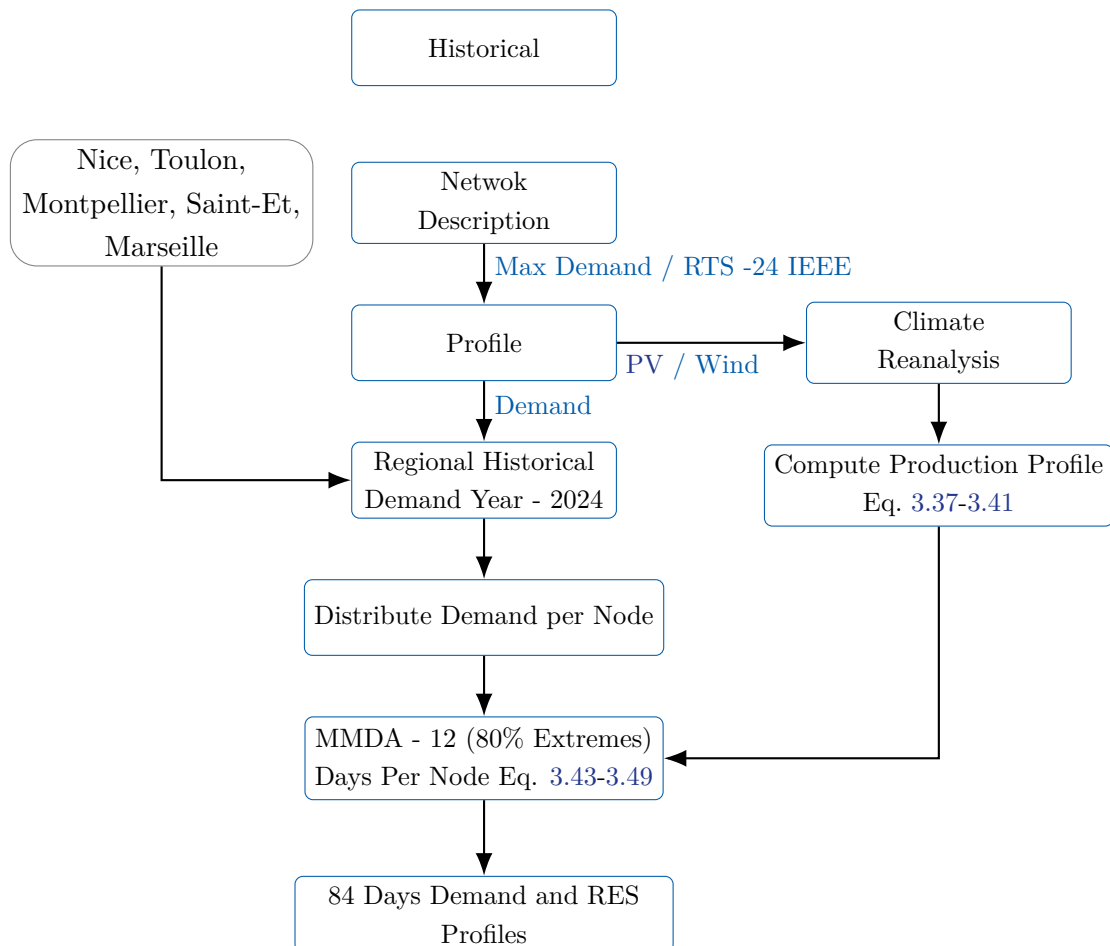 Historical
Nice, Toulon,
Montpellier, Saint-Et,
Marseille
Netwok
Description
Max Demand / RTS -24 IEEE
Profile
PV / Wind
Climate
Reanalysis
Demand
Regional Historical
Demand Year - 2024
Compute Production Profile
Eq. 3.37-3.41
Distribute Demand per Node
MMDA - 12 (80% Extremes)
Days Per Node Eq. 3.43-3.49
84 Days Demand and RES
Profiles